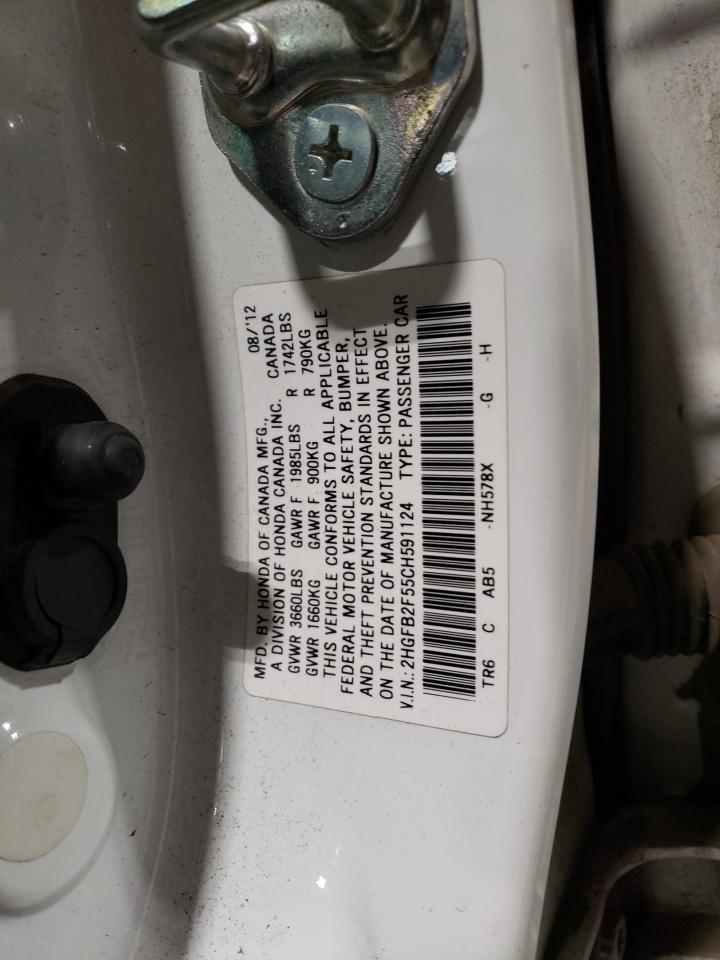 08/'12
MFD. BY HONDA OF CANADA MFG.,
A DIVISION OF HONDA CANADA INC. CANADA
GVWR 3660LBS GAWR F 1985LBS R 1742LBS
GVWR 1660KG GAWR F 900KG R 790KG
THIS VEHICLE CONFORMS TO ALL APPLICABLE
FEDERAL MOTOR VEHICLE SAFETY, BUMPER,
AND THEFT PREVENTION STANDARDS IN EFFECT
ON THE DATE OF MANUFACTURE SHOWN ABOVE.
V.I.N.: 2HGFB2F55CH591124 TYPE: PASSENGER CAR
TR6 C AB5 -NH578X -G -H